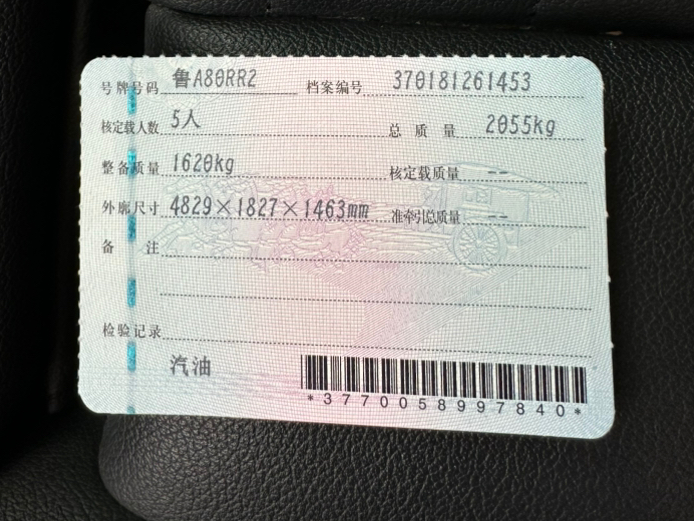 号牌号码 鲁A80RR2 档案编号 370181261453
核定载人数 5人 总质量 2055kg
整备质量 1620kg 核定载质量 --
外廓尺寸 4829×1827×1463mm 准牵引总质量 --
备注
检验记录
汽油
*3770058997840*